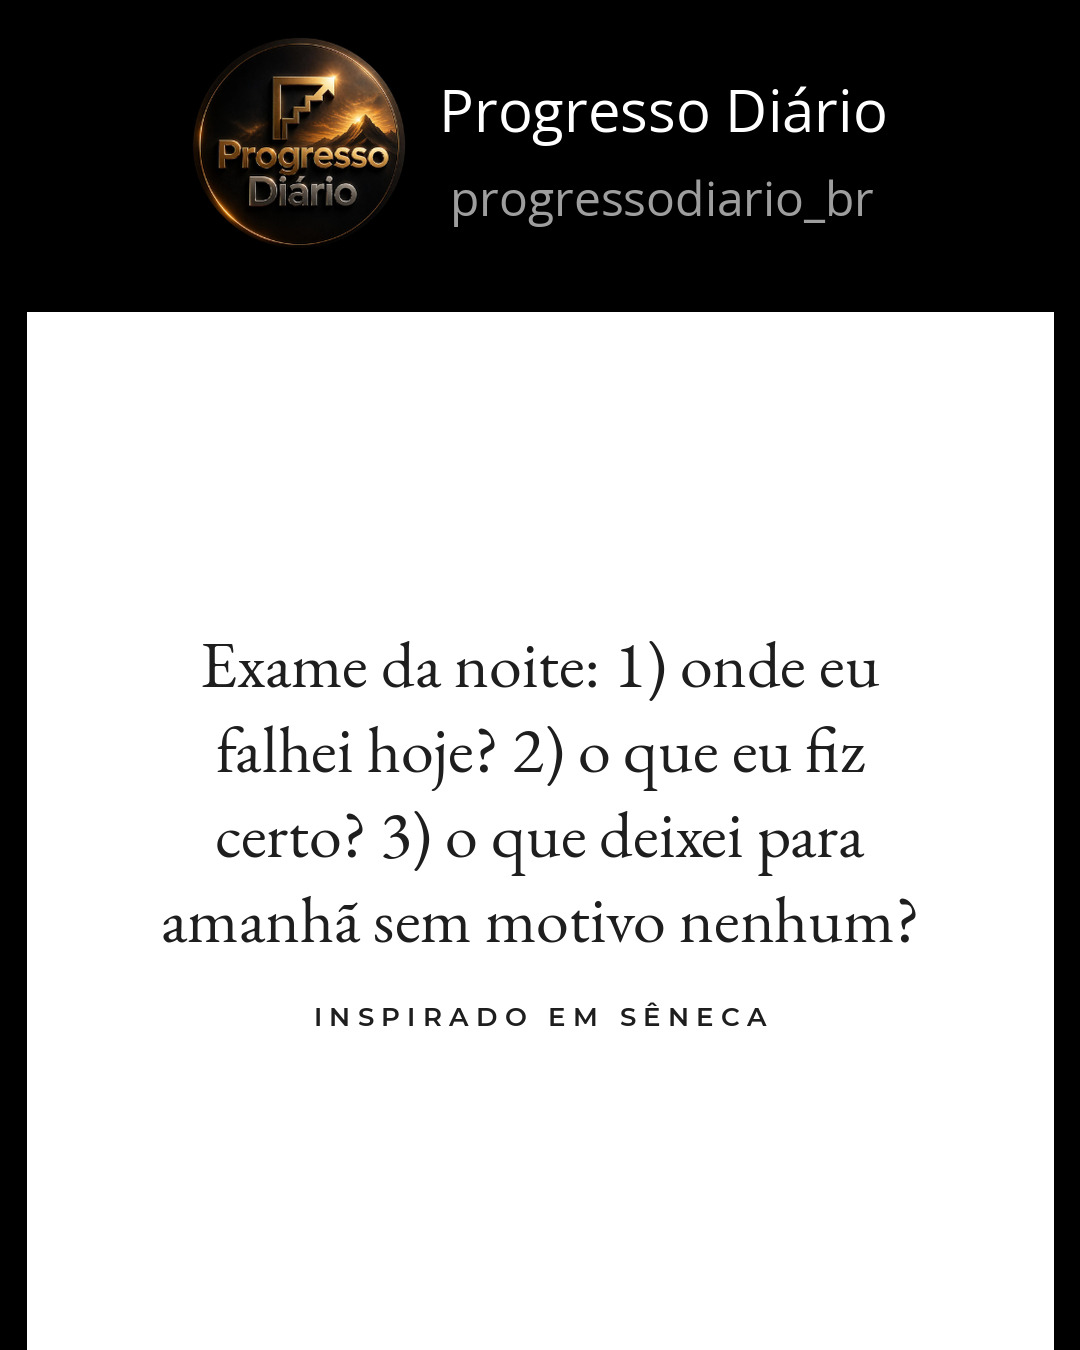 Progresso
Diário
Progresso Diário
progressodiario_br
Exame da noite: 1) onde eu
falhei hoje? 2) o que eu fiz
certo? 3) o que deixei para
amanhã sem motivo nenhum?
INSPIRADO EM SÊNECA